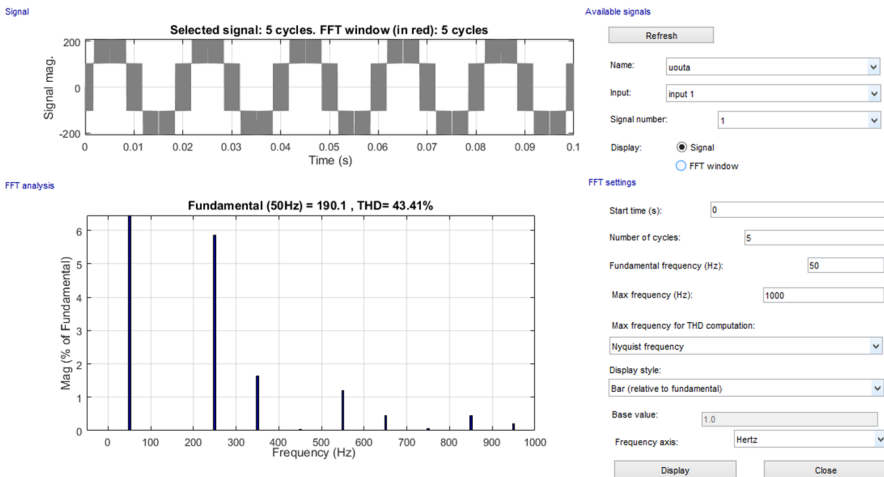 Signal
Selected signal: 5 cycles. FFT window (in red): 5 cycles
200
0
-200
Signal mag.
0
0.01
0.02
0.03
0.04
0.05
0.06
0.07
0.08
0.09
0.1
Time (s)
FFT analysis
Fundamental (50Hz) = 190.1 , THD= 43.41%
6
5
4
3
2
1
0
Mag (% of Fundamental)
0
100
200
300
400
500
600
700
800
900
1000
Frequency (Hz)
Available signals
Refresh
Name:
uouta
Input:
input 1
Signal number:
1
Display:
Signal
FFT window
FFT settings
Start time (s):
0
Number of cycles:
5
Fundamental frequency (Hz):
50
Max frequency (Hz):
1000
Max frequency for THD computation:
Nyquist frequency
Display style:
Bar (relative to fundamental)
Base value:
1.0
Frequency axis:
Hertz
Display
Close